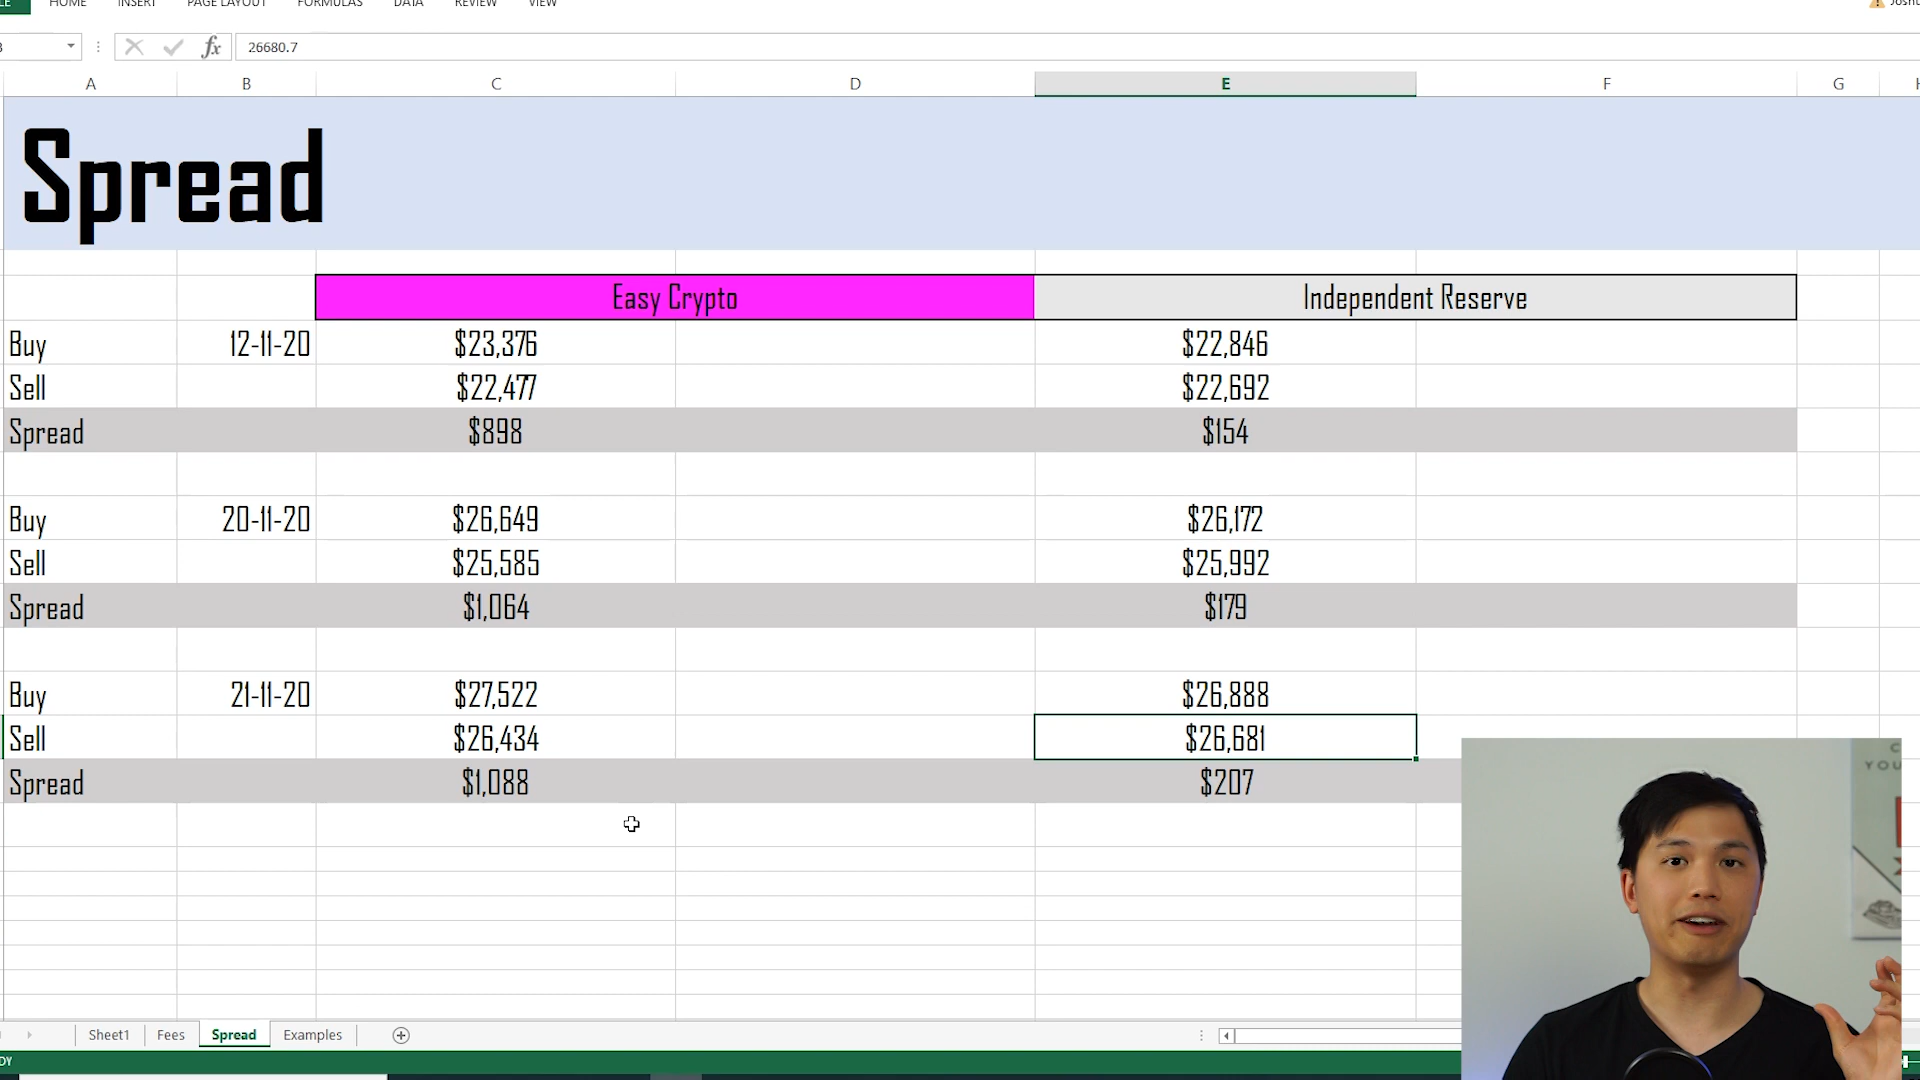 HOME INSERT PAGE LAYOUT FORMULAS DATA REVIEW VIEW
fx 26680.7
A B C D E F G
Spread
Easy Crypto Independent Reserve
Buy 12-11-20 $23,376 $22,846
Sell $22,477 $22,692
Spread $898 $154
Buy 20-11-20 $26,649 $26,172
Sell $25,585 $25,992
Spread $1,064 $179
Buy 21-11-20 $27,522 $26,888
Sell $26,434 $26,681
Spread $1,088 $207
YOU
Sheet1 Fees Spread Examples